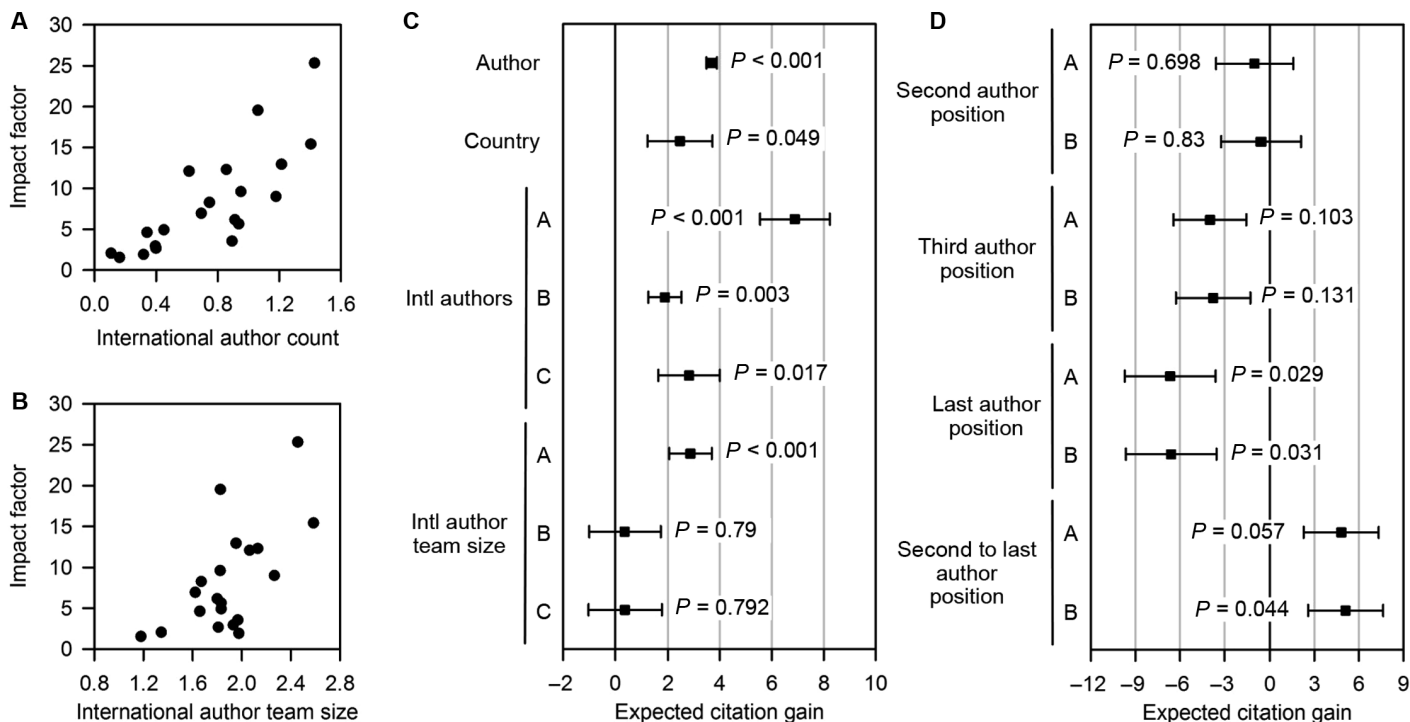 A
30
25
20
15
10
5
0
Impact factor
0.0 0.4 0.8 1.2 1.6
International author count
B
30
25
20
15
10
5
0
Impact factor
0.8 1.2 1.6 2.0 2.4 2.8
International author team size
C
Author
P < 0.001
Country
P = 0.049
Intl authors
A
P < 0.001
B
P = 0.003
C
P = 0.017
Intl author
team size
A
P < 0.001
B
P = 0.79
C
P = 0.792
–2 0 2 4 6 8 10
Expected citation gain
D
Second author
position
A
P = 0.698
B
P = 0.83
Third author
position
A
P = 0.103
B
P = 0.131
Last author
position
A
P = 0.029
B
P = 0.031
Second to last
author
position
A
P = 0.057
B
P = 0.044
–12 –9 –6 –3 0 3 6 9
Expected citation gain